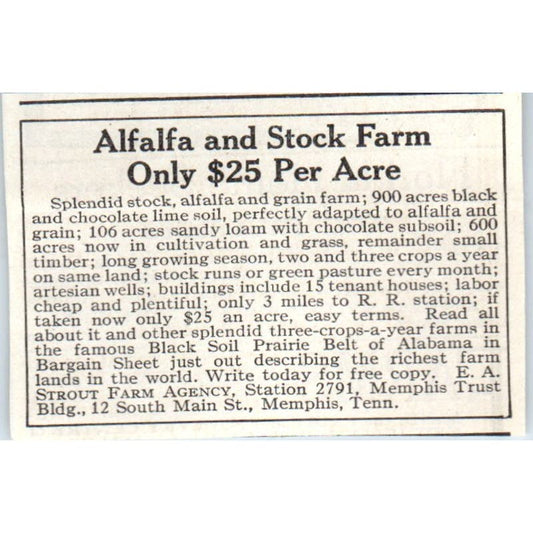 Alfalfa and Stock Farm
Only $25 Per Acre
Splendid stock, alfalfa and grain farm; 900 acres black
and chocolate lime soil, perfectly adapted to alfalfa and
grain; 106 acres sandy loam with chocolate subsoil; 600
acres now in cultivation and grass, remainder small
timber; long growing season, two and three crops a year
on same land; stock runs or green pasture every month;
artesian wells; buildings include 15 tenant houses; labor
cheap and plentiful; only 3 miles to R. R. station; if
taken now only $25 an acre, easy terms. Read all
about it and other splendid three-crops-a-year farms in
the famous Black Soil Prairie Belt of Alabama in
Bargain Sheet just out describing the richest farm
lands in the world. Write today for free copy. E. A.
STROUT FARM AGENCY, Station 2791, Memphis Trust
Bldg., 12 South Main St., Memphis, Tenn.